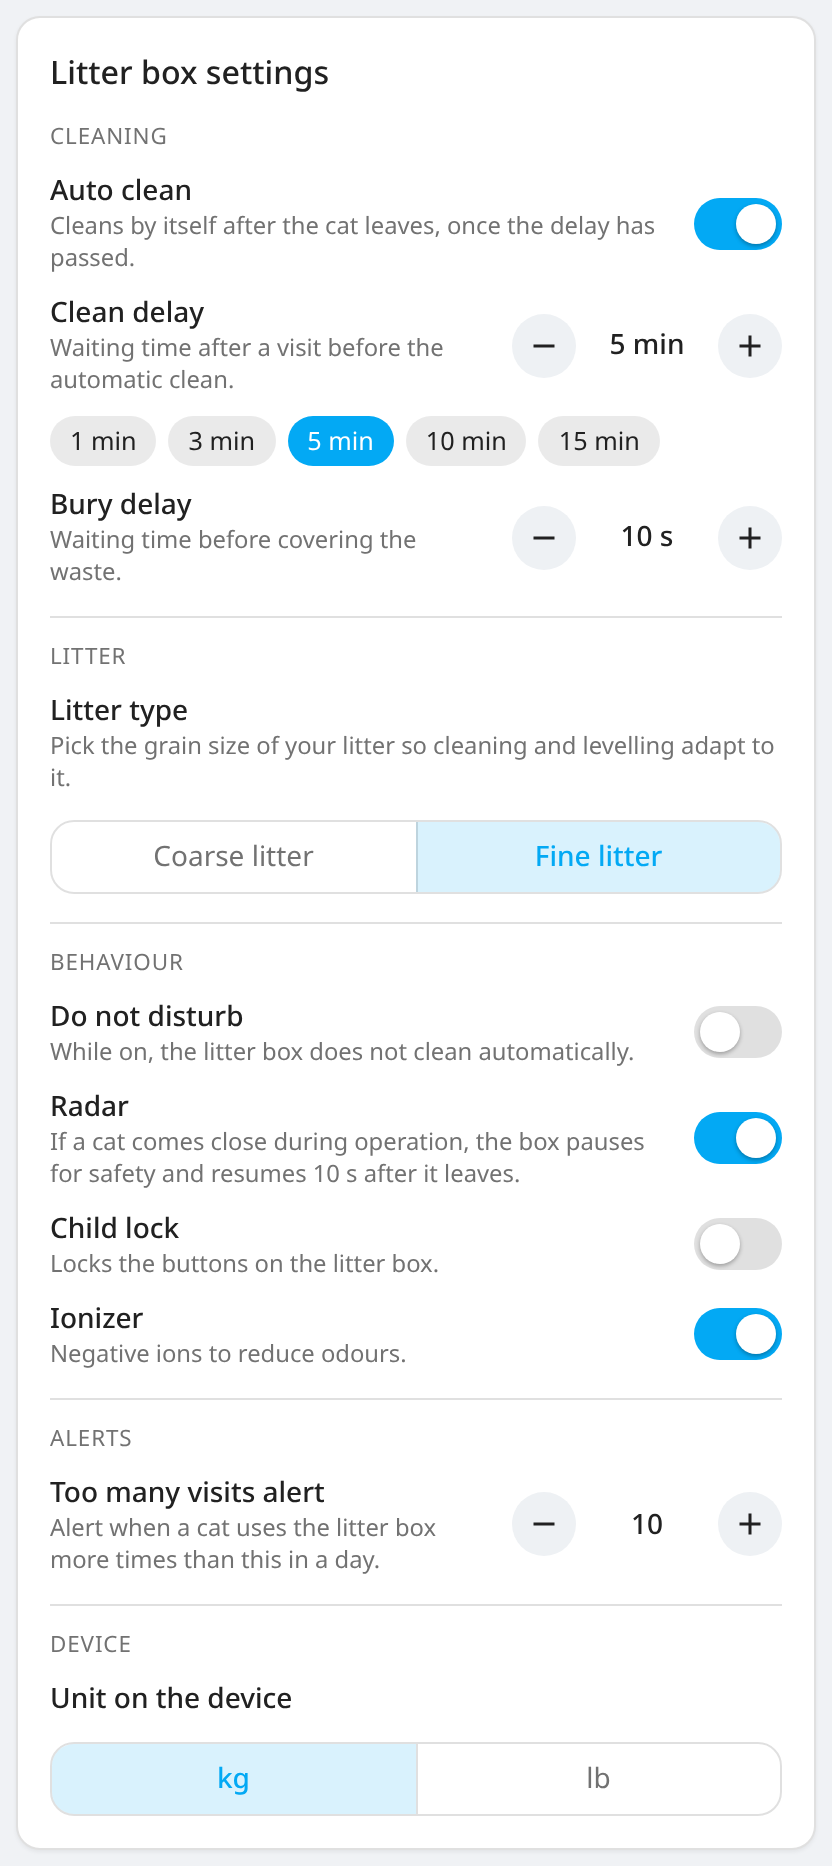 Litter box settings
CLEANING
Auto clean
Cleans by itself after the cat leaves, once the delay has
passed.
Clean delay
Waiting time after a visit before the
automatic clean.
− 5 min +
1 min 3 min 5 min 10 min 15 min
Bury delay
Waiting time before covering the
waste.
− 10 s +
LITTER
Litter type
Pick the grain size of your litter so cleaning and levelling adapt to
it.
Coarse litter Fine litter
BEHAVIOUR
Do not disturb
While on, the litter box does not clean automatically.
Radar
If a cat comes close during operation, the box pauses
for safety and resumes 10 s after it leaves.
Child lock
Locks the buttons on the litter box.
Ionizer
Negative ions to reduce odours.
ALERTS
Too many visits alert
Alert when a cat uses the litter box
more times than this in a day.
− 10 +
DEVICE
Unit on the device
kg lb